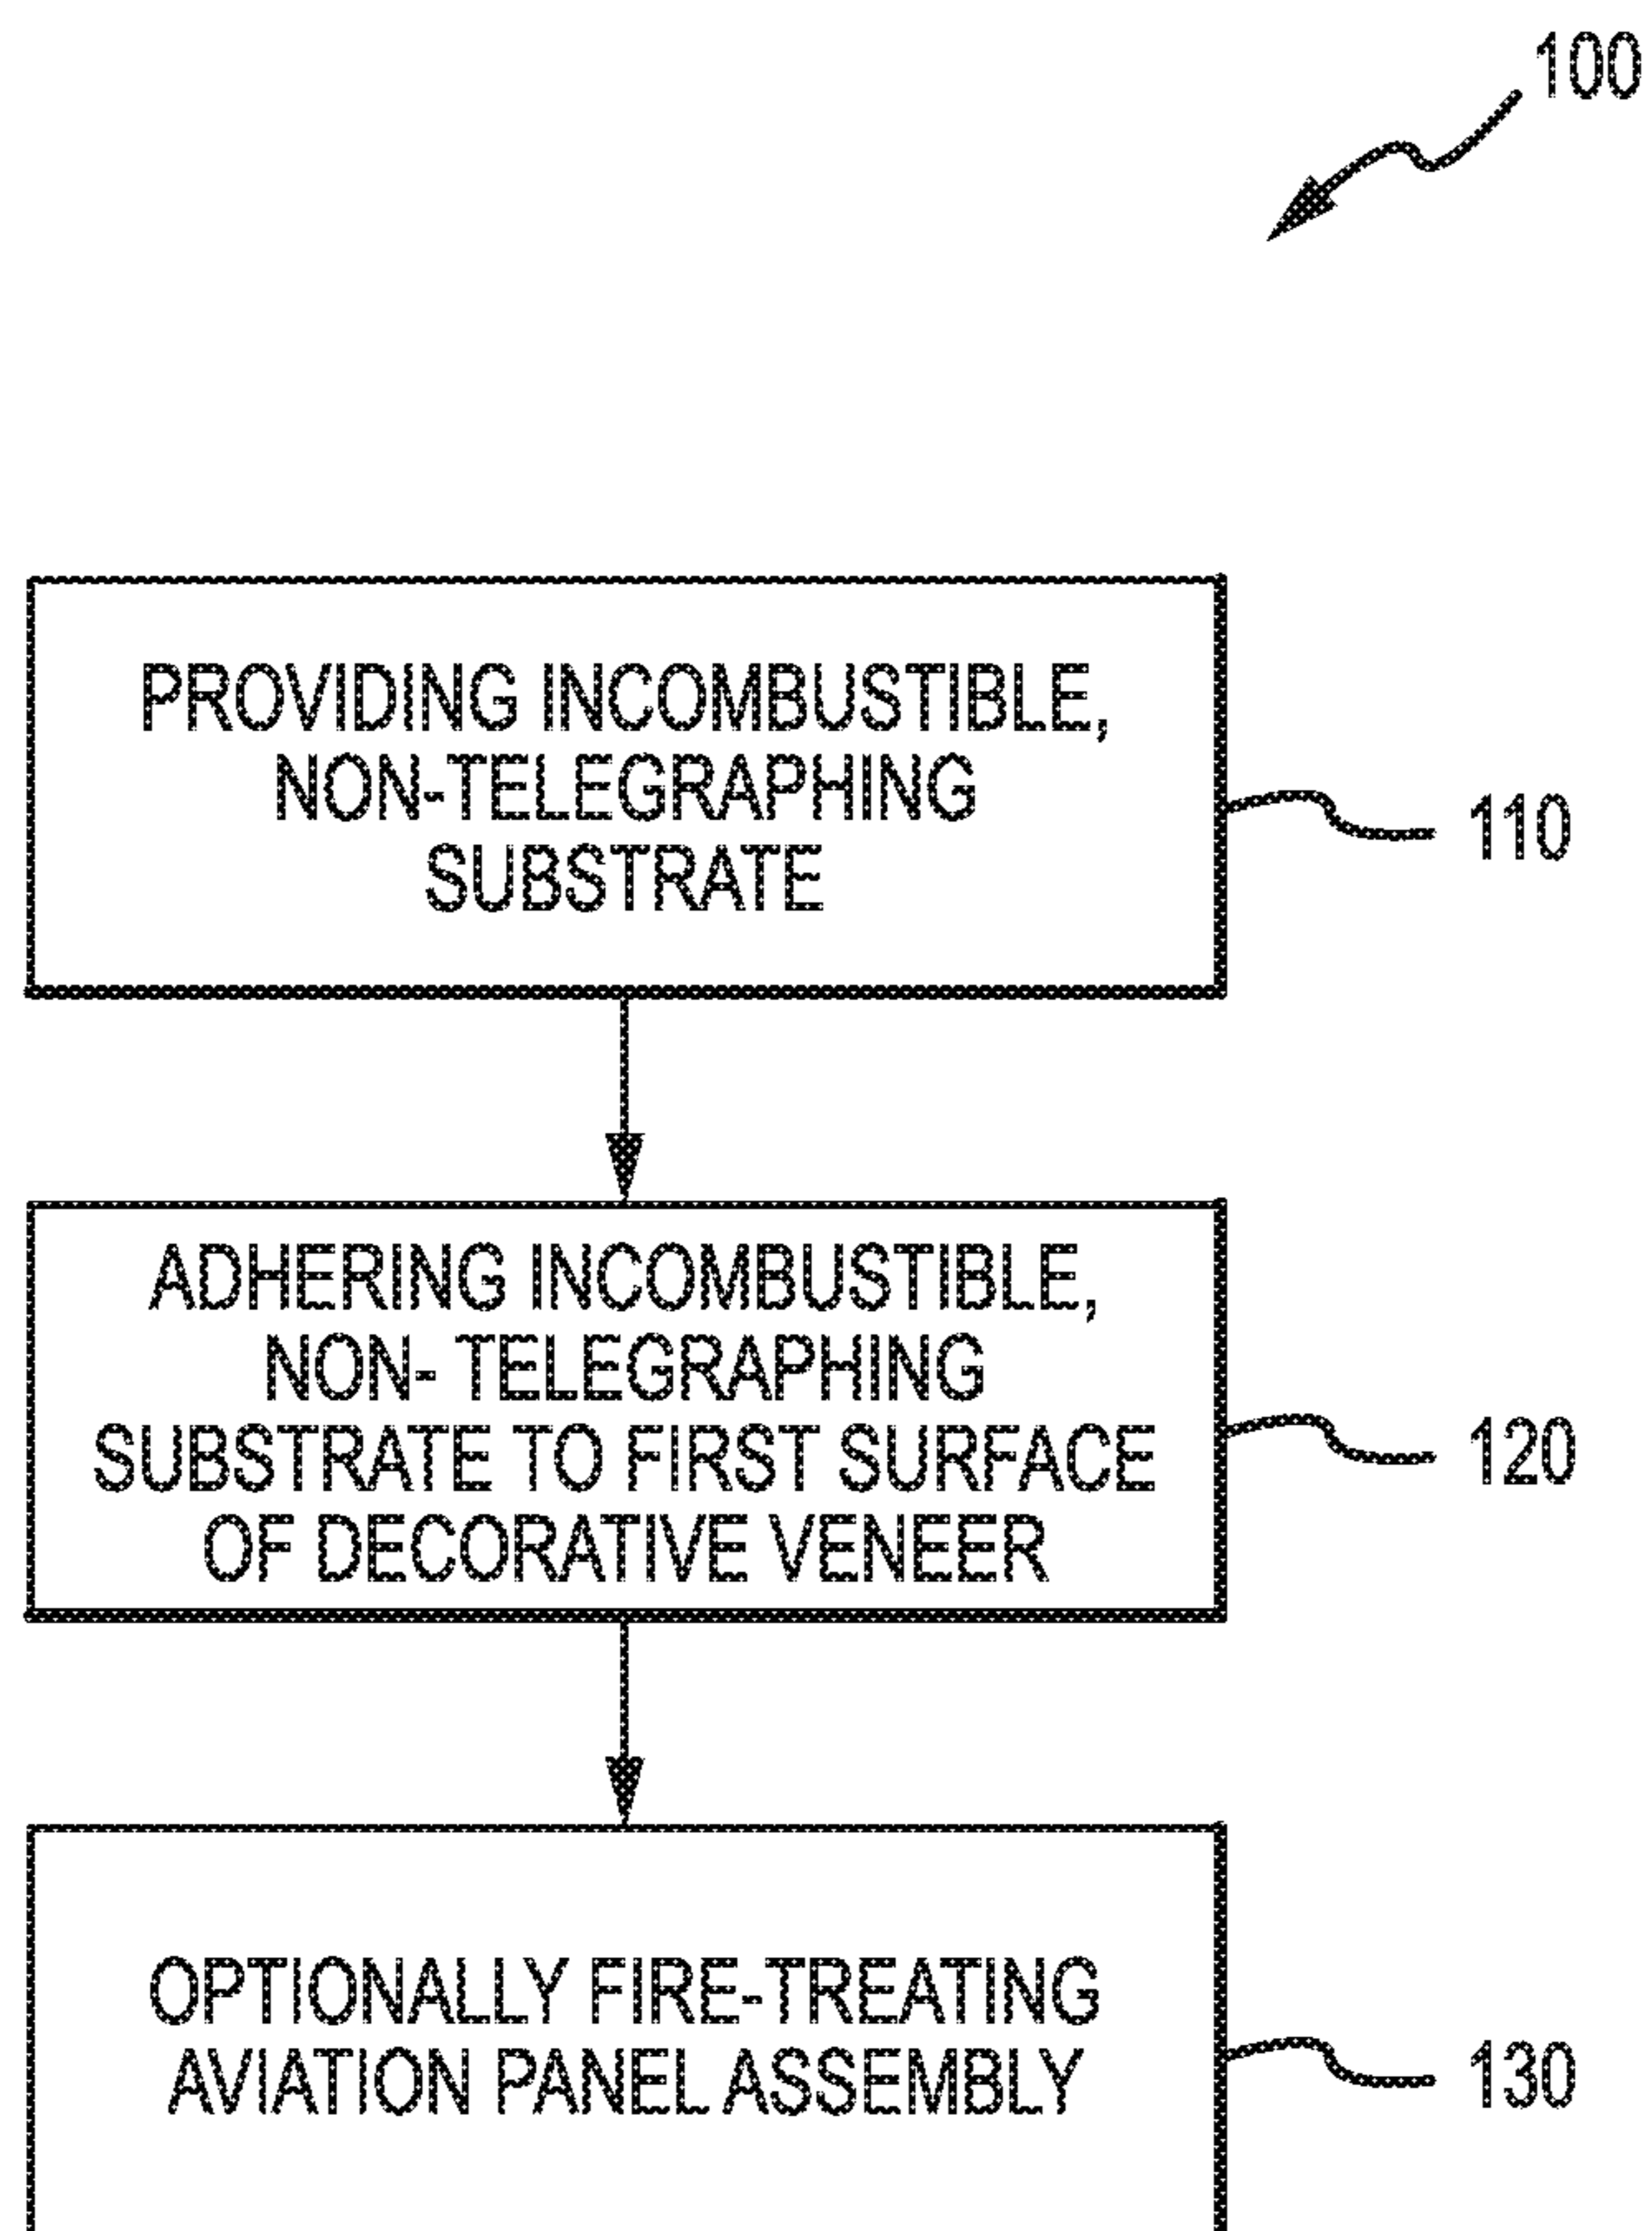 100
PROVIDING INCOMBUSTIBLE,
NON-TELEGRAPHING
SUBSTRATE
110
ADHERING INCOMBUSTIBLE,
NON- TELEGRAPHING
SUBSTRATE TO FIRST SURFACE
OF DECORATIVE VENEER
120
OPTIONALLY FIRE-TREATING
AVIATION PANEL ASSEMBLY
130